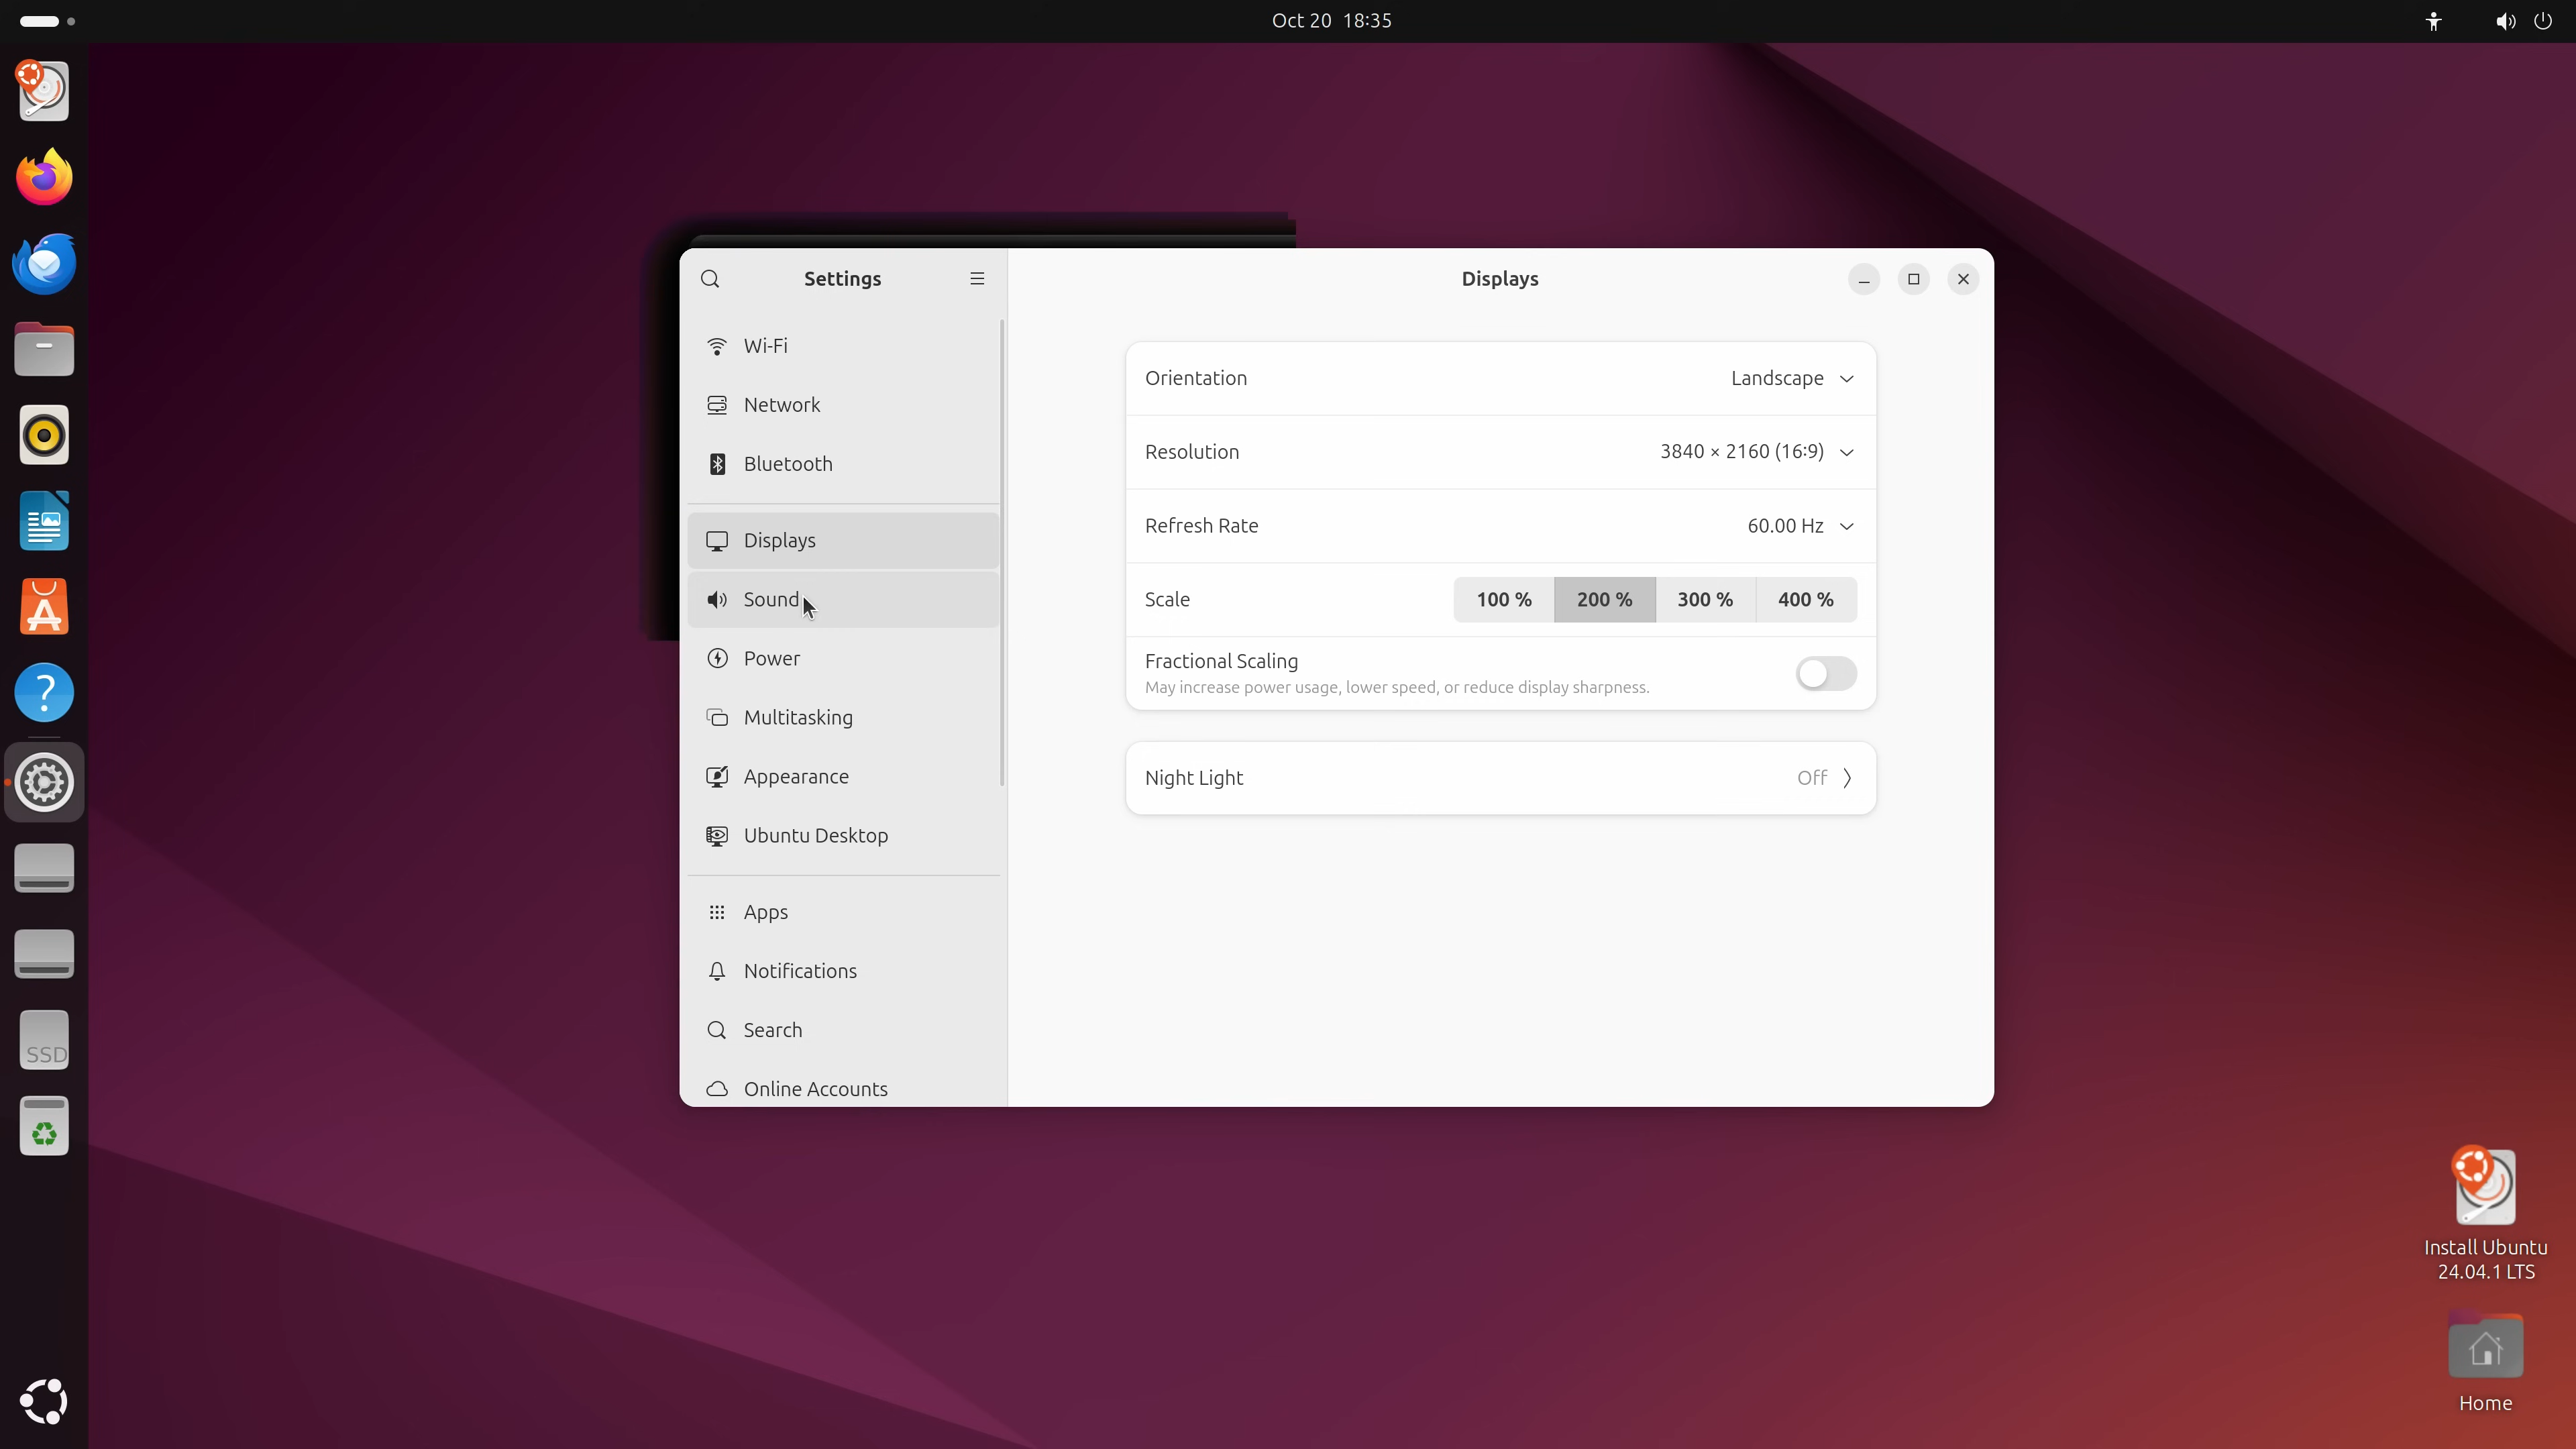 Oct 20 18:35
Settings
Displays
Wi-Fi
Network
Bluetooth
Displays
Sound
Power
Multitasking
Appearance
Ubuntu Desktop
Apps
Notifications
Search
Online Accounts
Orientation Landscape
Resolution 3840 × 2160 (16:9)
Refresh Rate 60.00 Hz
Scale 100 % 200 % 300 % 400 %
Fractional Scaling
May increase power usage, lower speed, or reduce display sharpness.
Night Light Off
SSD
Install Ubuntu
24.04.1 LTS
Home